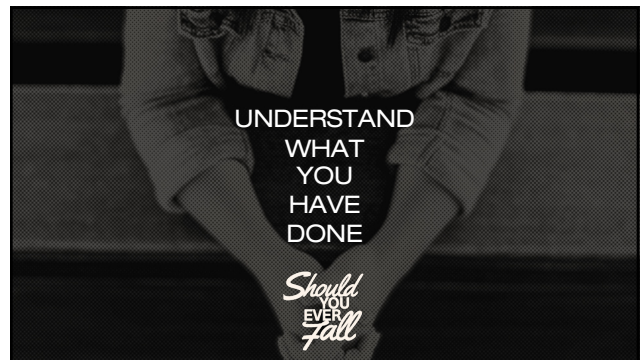 UNDERSTAND
WHAT
YOU
HAVE
DONE
Should
YOU
EVER
Fall